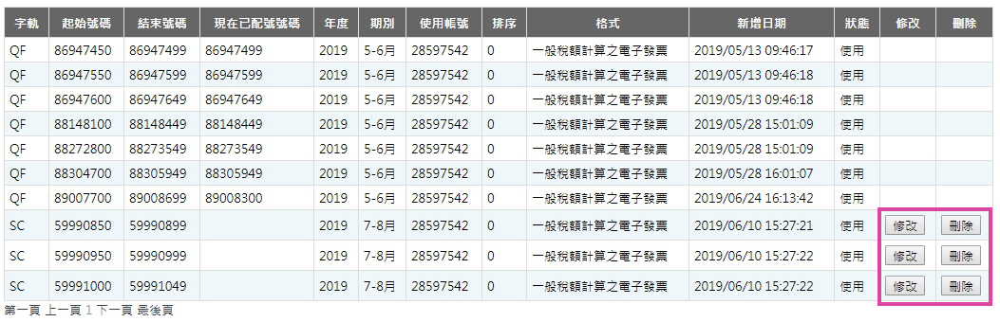 字軌 起始號碼 結束號碼 現在已配號號碼 年度 期別 使用帳號 排序 格式 新增日期 狀態 修改 刪除
QF 86947450 86947499 86947499 2019 5-6月 28597542 0 一般稅額計算之電子發票 2019/05/13 09:46:17 使用
QF 86947550 86947599 86947599 2019 5-6月 28597542 0 一般稅額計算之電子發票 2019/05/13 09:46:18 使用
QF 86947600 86947649 86947649 2019 5-6月 28597542 0 一般稅額計算之電子發票 2019/05/13 09:46:18 使用
QF 88148100 88148449 88148449 2019 5-6月 28597542 0 一般稅額計算之電子發票 2019/05/28 15:01:09 使用
QF 88272800 88273549 88273549 2019 5-6月 28597542 0 一般稅額計算之電子發票 2019/05/28 15:01:09 使用
QF 88304700 88305949 88305949 2019 5-6月 28597542 0 一般稅額計算之電子發票 2019/05/28 16:01:07 使用
QF 89007700 89008699 89008300 2019 5-6月 28597542 0 一般稅額計算之電子發票 2019/06/24 16:13:42 使用
SC 59990850 59990899 2019 7-8月 28597542 0 一般稅額計算之電子發票 2019/06/10 15:27:21 使用 修改 刪除
SC 59990950 59990999 2019 7-8月 28597542 0 一般稅額計算之電子發票 2019/06/10 15:27:22 使用 修改 刪除
SC 59991000 59991049 2019 7-8月 28597542 0 一般稅額計算之電子發票 2019/06/10 15:27:22 使用 修改 刪除
第一頁 上一頁 1 下一頁 最後頁